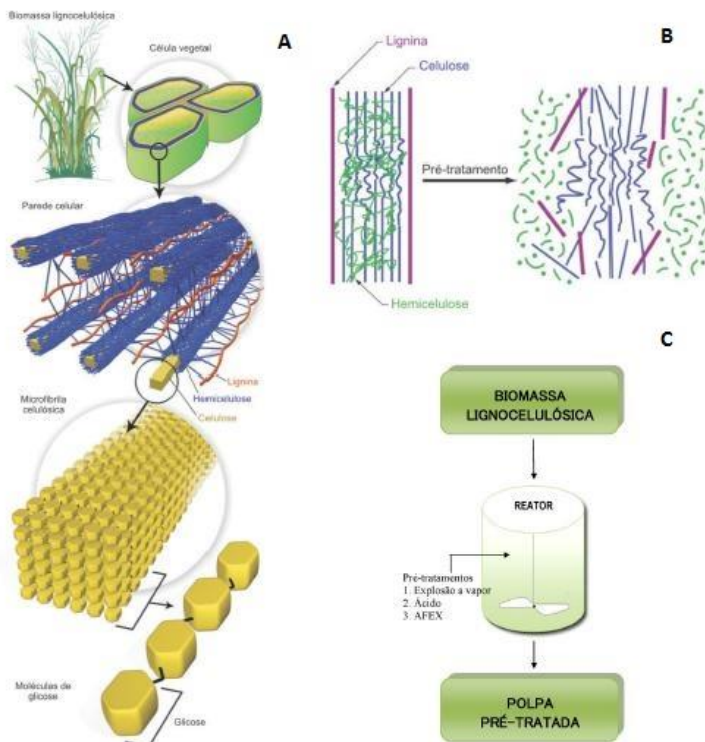 Biomassa lignocelulósica
A
Célula vegetal
Parede celular
Lignina
Hemicelulose
Celulose
Microfibrila
celulósica
Moléculas de
glicose
Glicose
B
Lignina
Celulose
Pré-tratamento
Hemicelulose
C
BIOMASSA
LIGNOCELULÓSICA
REATOR
Pré-tratamentos
1. Explosão a vapor
2. Ácido
3. AFEX
POLPA
PRÉ-TRATADA